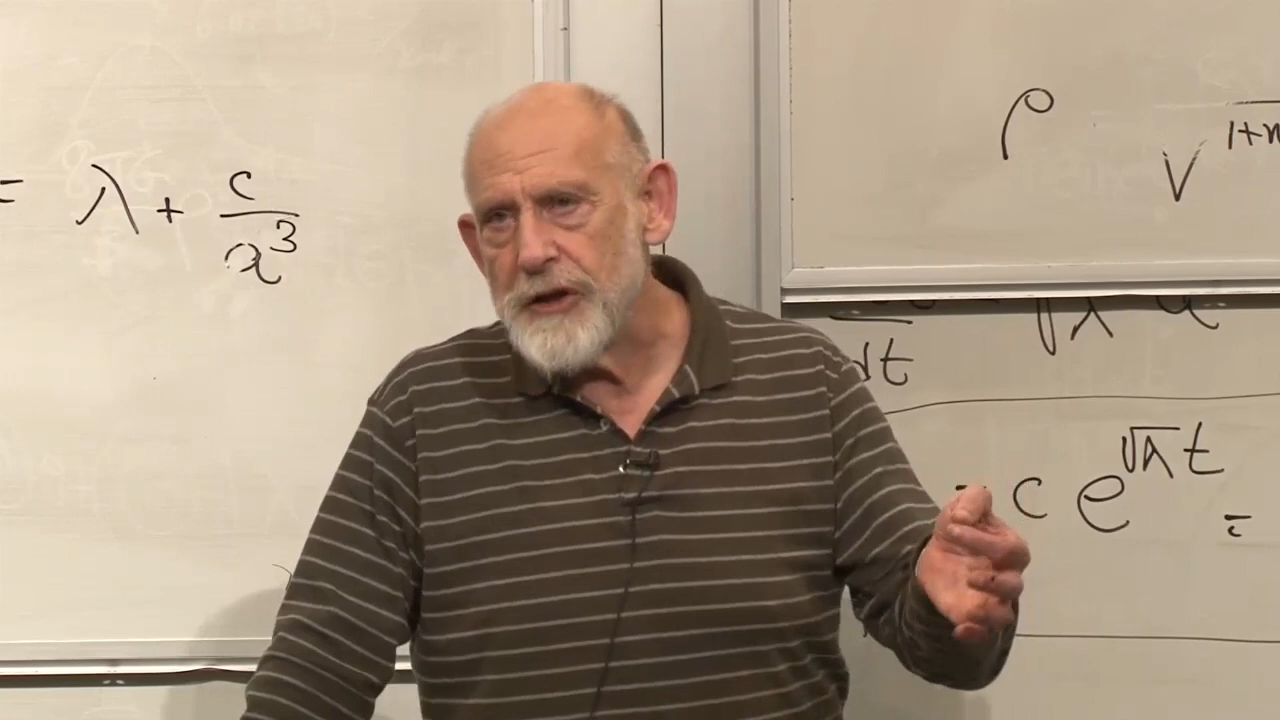 = λ + c/a³
ρ
V^{1+w}
dt √λ a
= c e^{√λ t} =